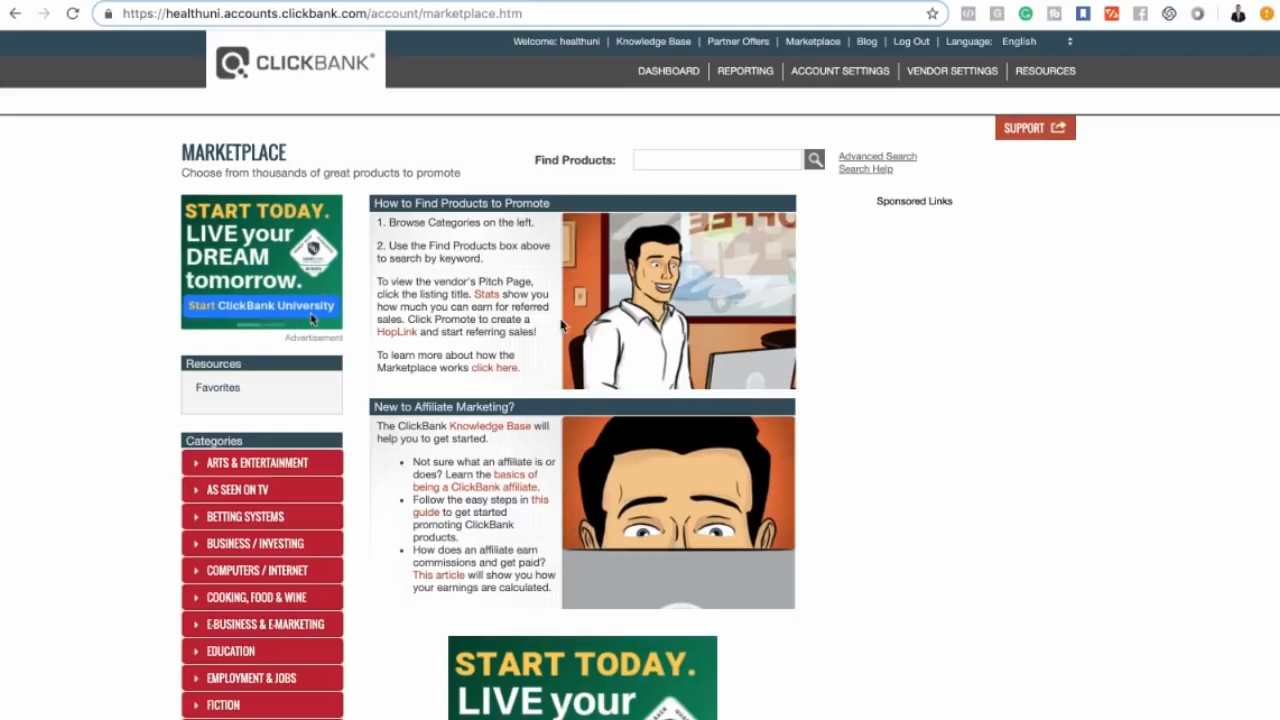 https://healthuni.accounts.clickbank.com/account/marketplace.htm
Welcome: healthuni | Knowledge Base | Partner Offers | Marketplace | Blog | Log Out | Language: English
CLICKBANK®
DASHBOARD | REPORTING | ACCOUNT SETTINGS | VENDOR SETTINGS | RESOURCES
SUPPORT
MARKETPLACE
Choose from thousands of great products to promote
Find Products:
Advanced Search
Search Help
START TODAY.
LIVE your
DREAM
tomorrow.
Start ClickBank University
Advertisement
Resources
Favorites
Categories
ARTS & ENTERTAINMENT
AS SEEN ON TV
BETTING SYSTEMS
BUSINESS / INVESTING
COMPUTERS / INTERNET
COOKING, FOOD & WINE
E-BUSINESS & E-MARKETING
EDUCATION
EMPLOYMENT & JOBS
FICTION
How to Find Products to Promote
1. Browse Categories on the left.
2. Use the Find Products box above
to search by keyword.
To view the vendor's Pitch Page,
click the listing title. Stats show you
how much you can earn for referred
sales. Click Promote to create a
HopLink and start referring sales!
To learn more about how the
Marketplace works click here.
New to Affiliate Marketing?
The ClickBank Knowledge Base will
help you to get started.
• Not sure what an affiliate is or
does? Learn the basics of
being a ClickBank affiliate.
• Follow the easy steps in this
guide to get started
promoting ClickBank
products.
• How does an affiliate earn
commissions and get paid?
This article will show you how
your earnings are calculated.
START TODAY.
LIVE your
Sponsored Links